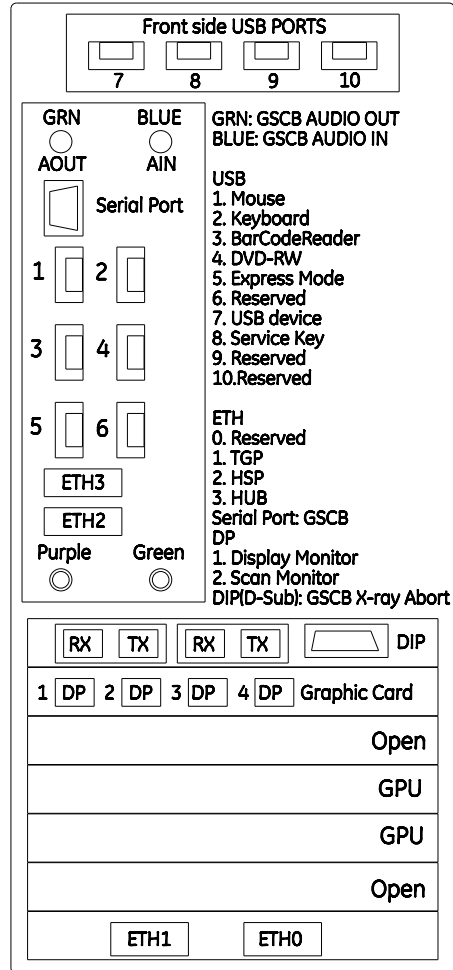 Front side USB PORTS
7 8 9 10
GRN BLUE
AOUT AIN
Serial Port
1 2
3 4
5 6
ETH3
ETH2
Purple Green
GRN: GSCB AUDIO OUT
BLUE: GSCB AUDIO IN
USB
1. Mouse
2. Keyboard
3. BarCodeReader
4. DVD-RW
5. Express Mode
6. Reserved
7. USB device
8. Service Key
9. Reserved
10.Reserved
ETH
0. Reserved
1. TGP
2. HSP
3. HUB
Serial Port: GSCB
DP
1. Display Monitor
2. Scan Monitor
DIP(D-Sub): GSCB X-ray Abort
RX TX RX TX DIP
1 DP 2 DP 3 DP 4 DP Graphic Card
Open
GPU
GPU
Open
ETH1 ETH0